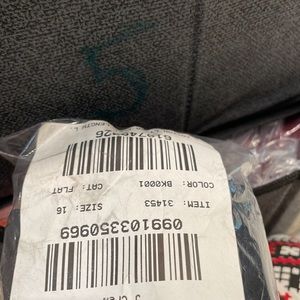 5
COLOR: BK0001 CAT: FLAT
ITEM: 31453 SIZE: 16
099103350969